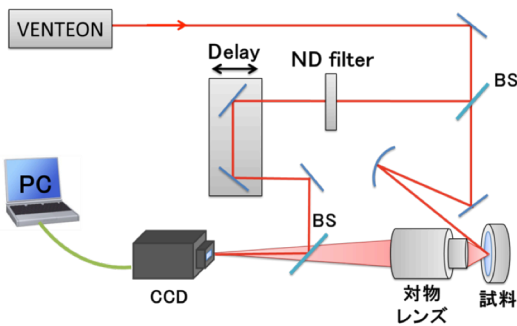 VENTEON
Delay
ND filter
BS
PC
BS
CCD
対物
レンズ
試料